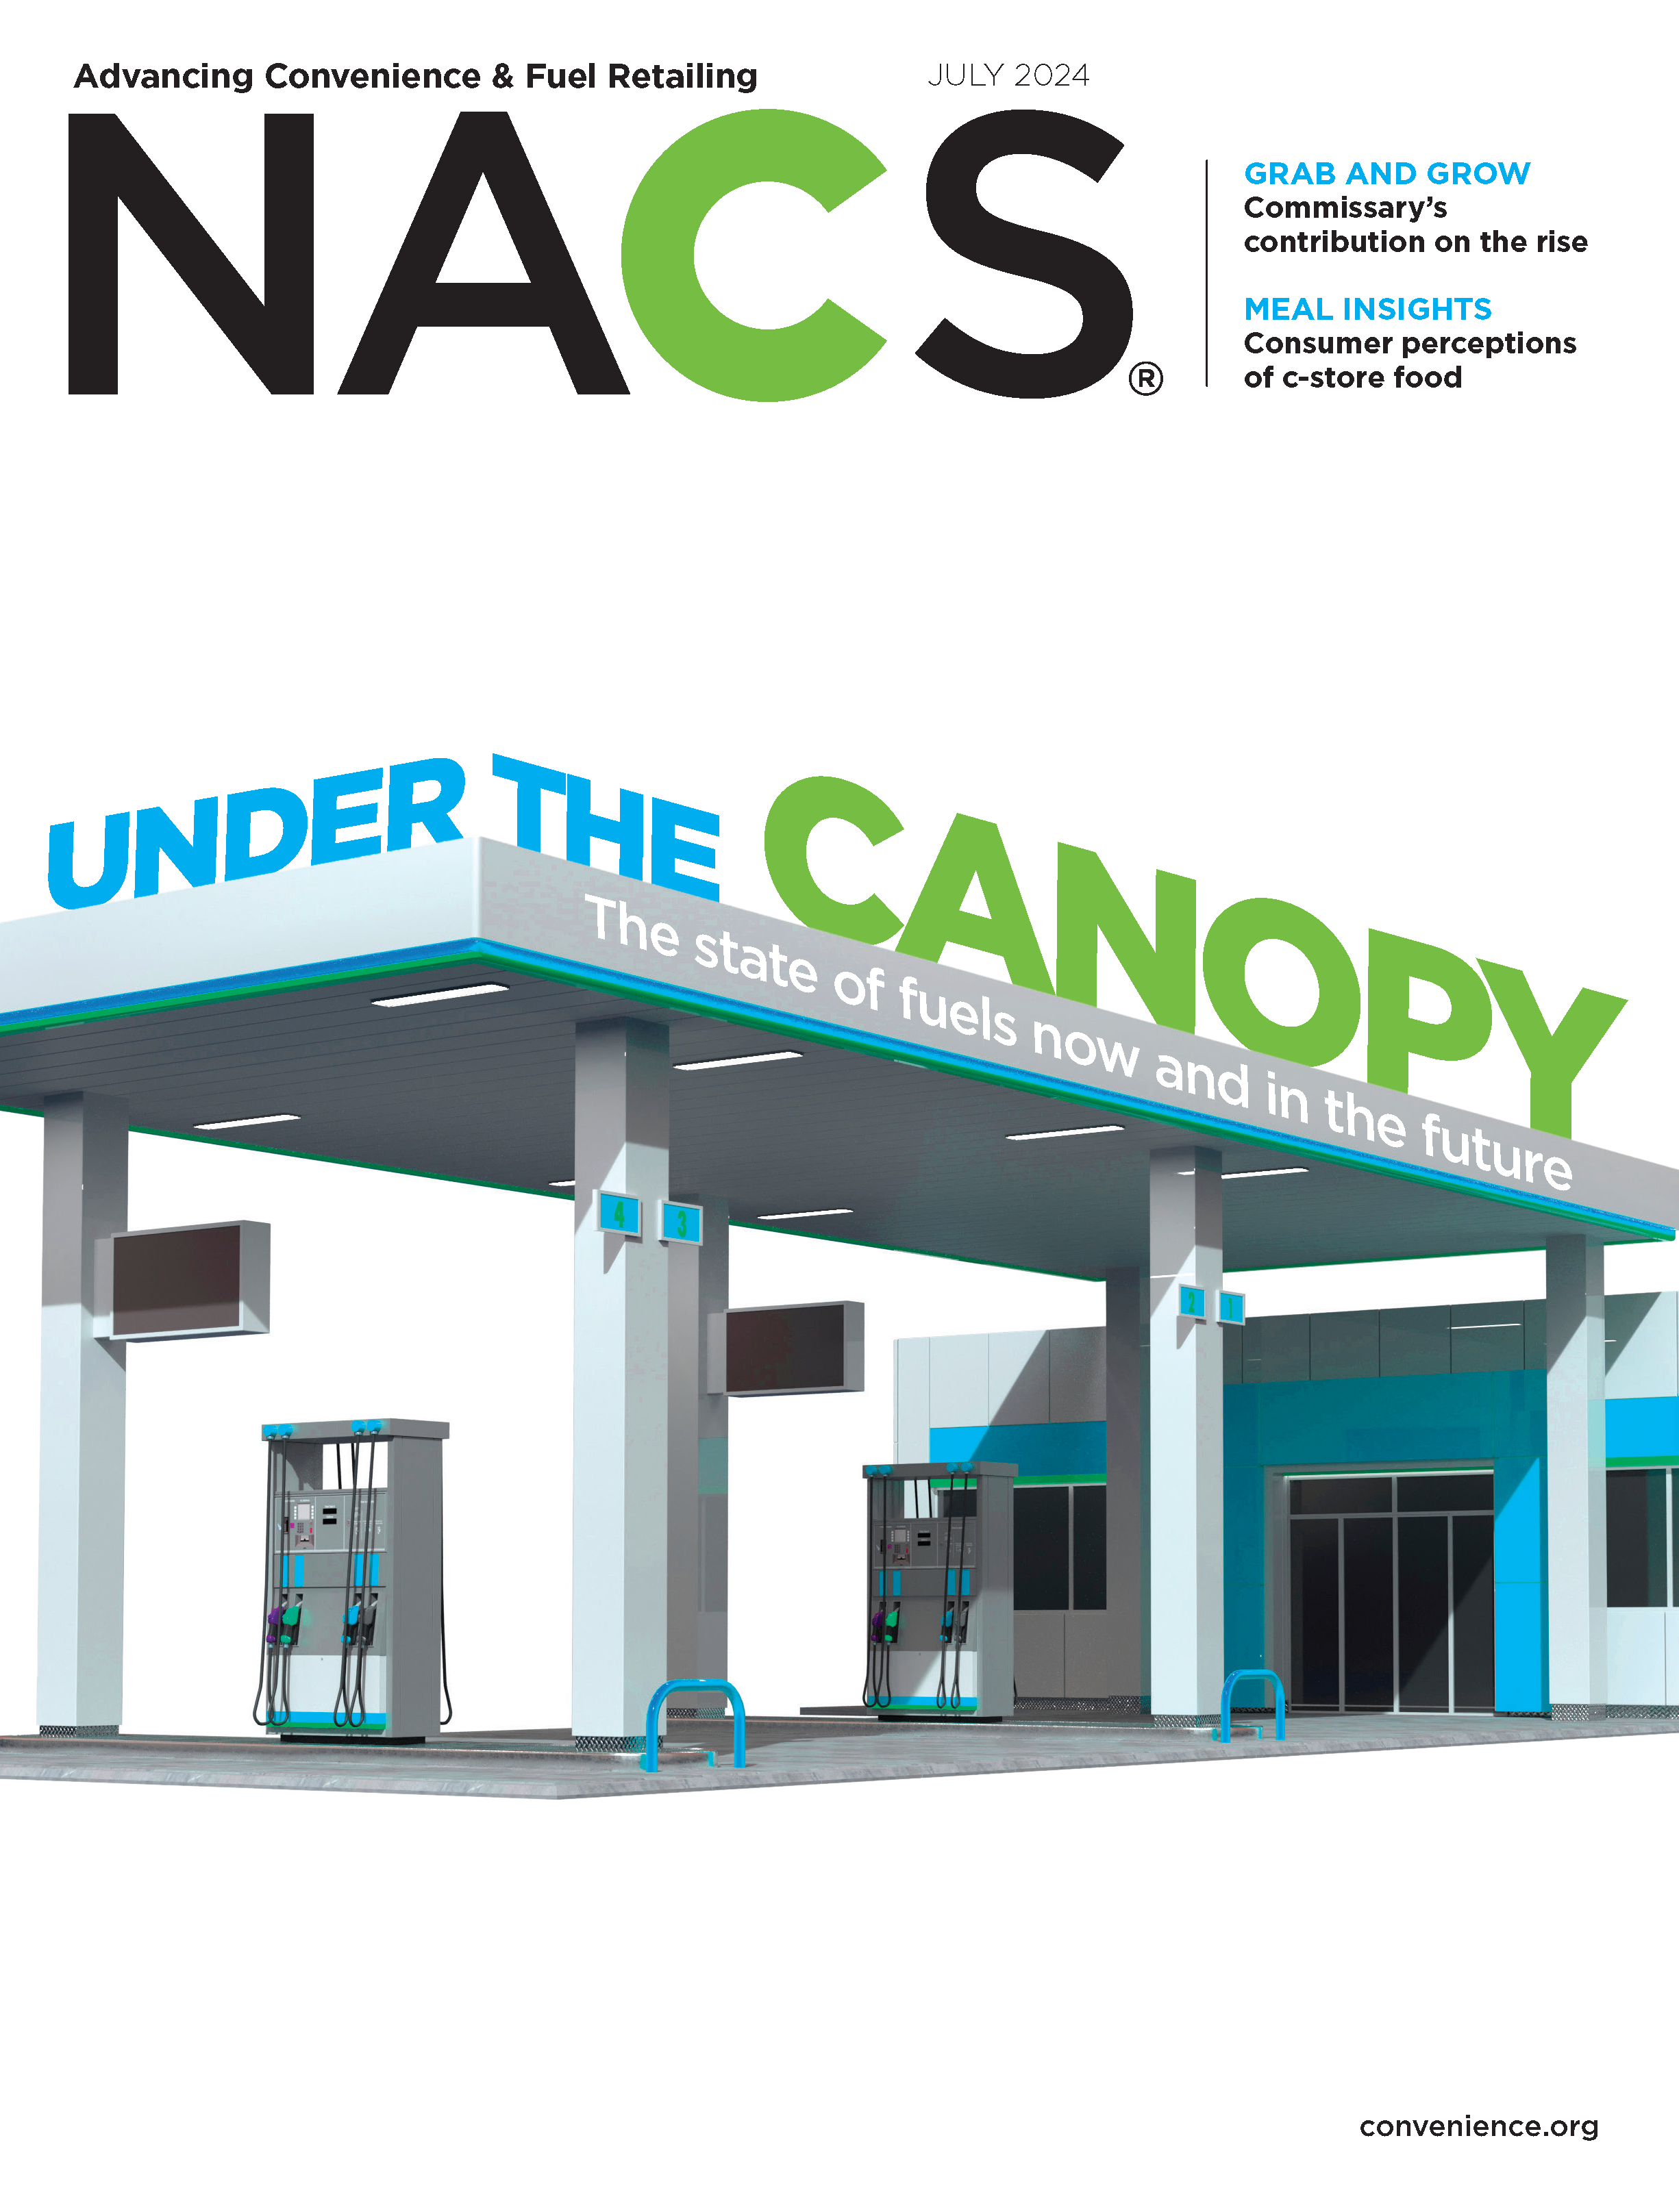 Advancing Convenience & Fuel Retailing
JULY 2024
NACS®
GRAB AND GROW
Commissary’s
contribution on the rise
MEAL INSIGHTS
Consumer perceptions
of c-store food
UNDER THE CANOPY
The state of fuels now and in the future
4
3
2
1
convenience.org